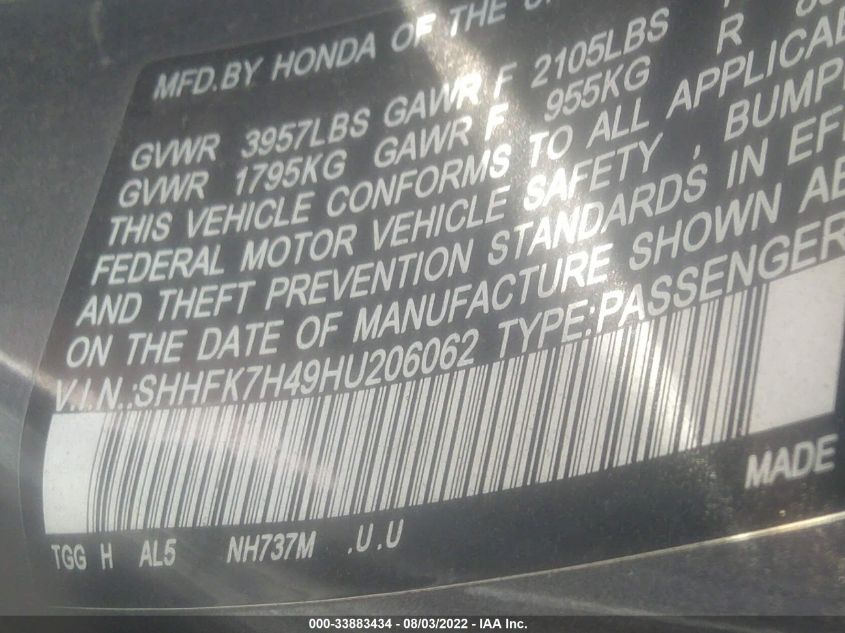 MFD.BY HONDA OF THE
GVWR 3957LBS GAWR F 2105LBS R
GVWR 1795KG GAWR F 955KG R
THIS VEHICLE CONFORMS TO ALL APPLICAB
FEDERAL MOTOR VEHICLE SAFETY , BUMP
AND THEFT PREVENTION STANDARDS IN EFF
ON THE DATE OF MANUFACTURE SHOWN AB
V.I.N.:SHHFK7H49HU206062 TYPE:PASSENGER
MADE
TGG H AL5 NH737M .U.U
000-33883434 - 08/03/2022 - IAA Inc.